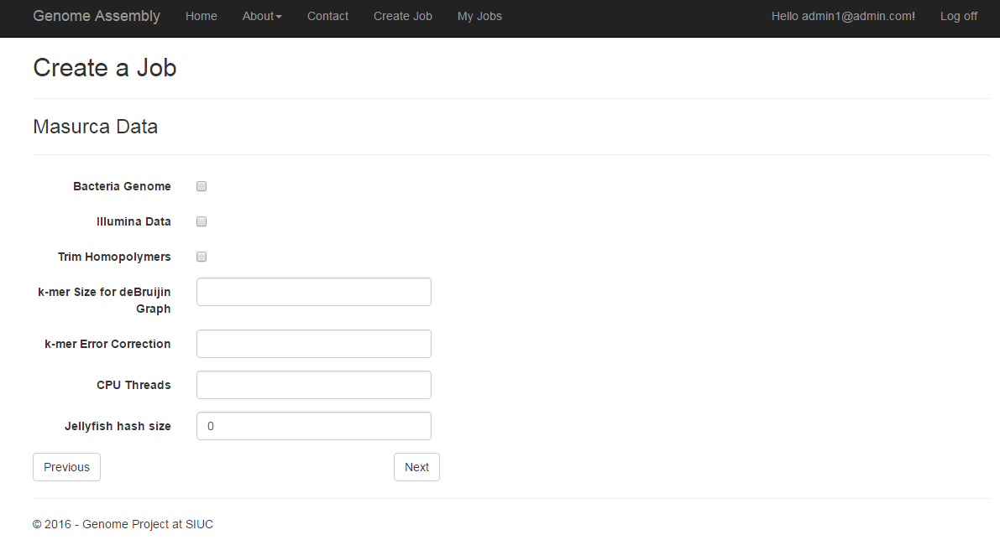 Genome Assembly Home About Contact Create Job My Jobs Hello admin1@admin.com! Log off
Create a Job
Masurca Data
Bacteria Genome
Illumina Data
Trim Homopolymers
k-mer Size for deBruijin
Graph
k-mer Error Correction
CPU Threads
Jellyfish hash size 0
Previous Next
© 2016 - Genome Project at SIUC